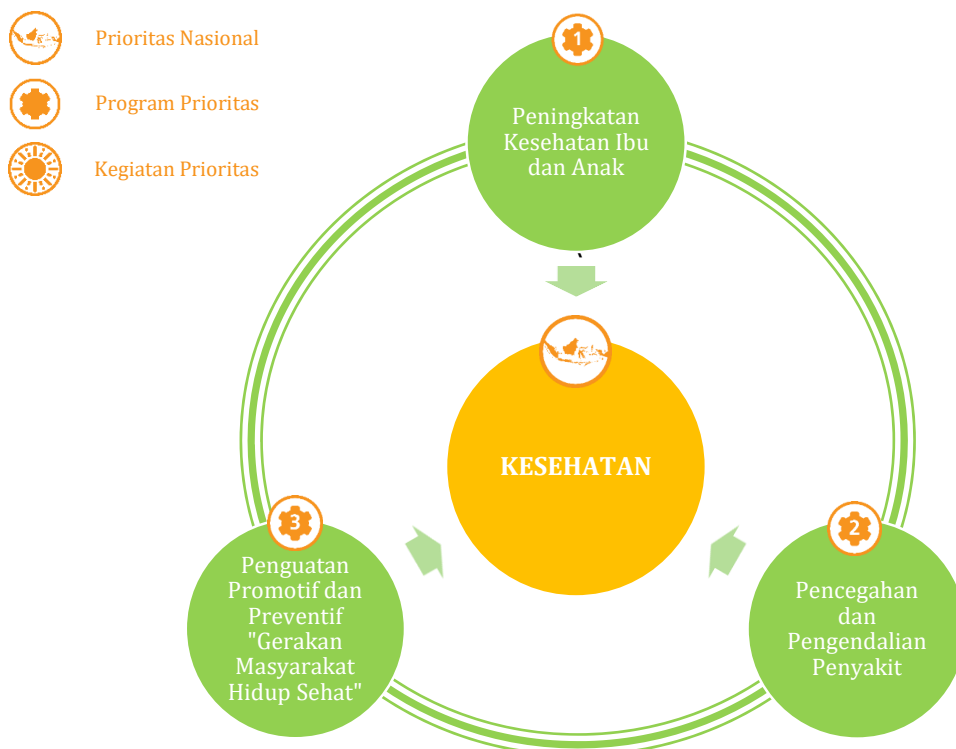 Prioritas Nasional
Program Prioritas
Kegiatan Prioritas
1
Peningkatan
Kesehatan Ibu
dan Anak
KESEHATAN
3
Penguatan
Promotif dan
Preventif
"Gerakan
Masyarakat
Hidup Sehat"
2
Pencegahan
dan
Pengendalian
Penyakit